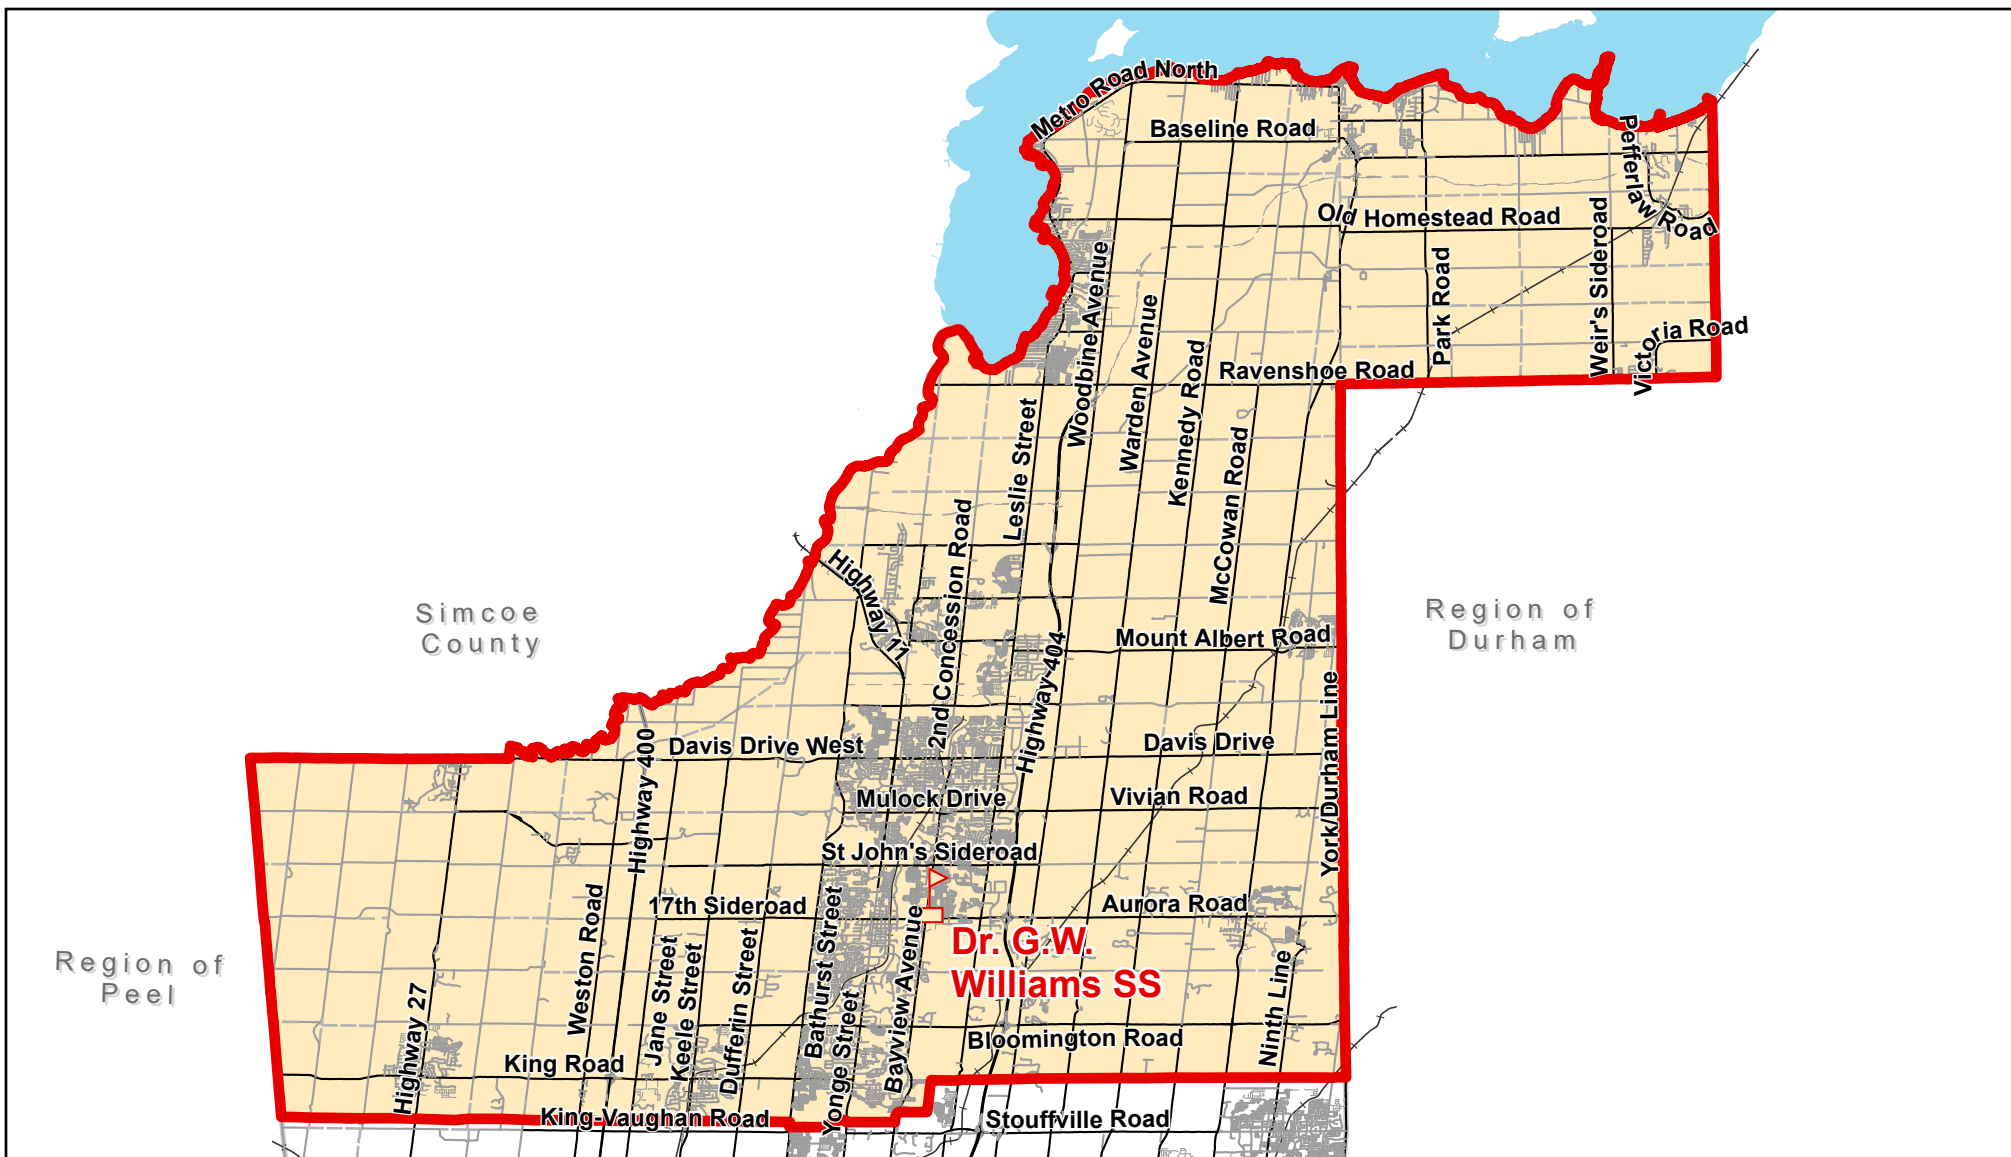 Metro Road North
Baseline Road
Pefferlaw Road
Old Homestead Road
Weir's Sideroad
Park Road
Woodbine Avenue
Warden Avenue
Victoria Road
Kennedy Road
Ravenshoe Road
Leslie Street
McCowan Road
2nd Concession Road
Highway 11
Simcoe
County
Region of
Durham
Mount Albert Road
Highway 404
York/Durham Line
Highway 400
Davis Drive West
Davis Drive
Mulock Drive
Vivian Road
St John's Sideroad
17th Sideroad
Aurora Road
Weston Road
Bathurst Street
Bayview Avenue
Dr. G.W.
Williams SS
Region of
Peel
Jane Street
Keele Street
Dufferin Street
Ninth Line
Highway 27
Yonge Street
Bloomington Road
King Road
King-Vaughan Road
Stouffville Road